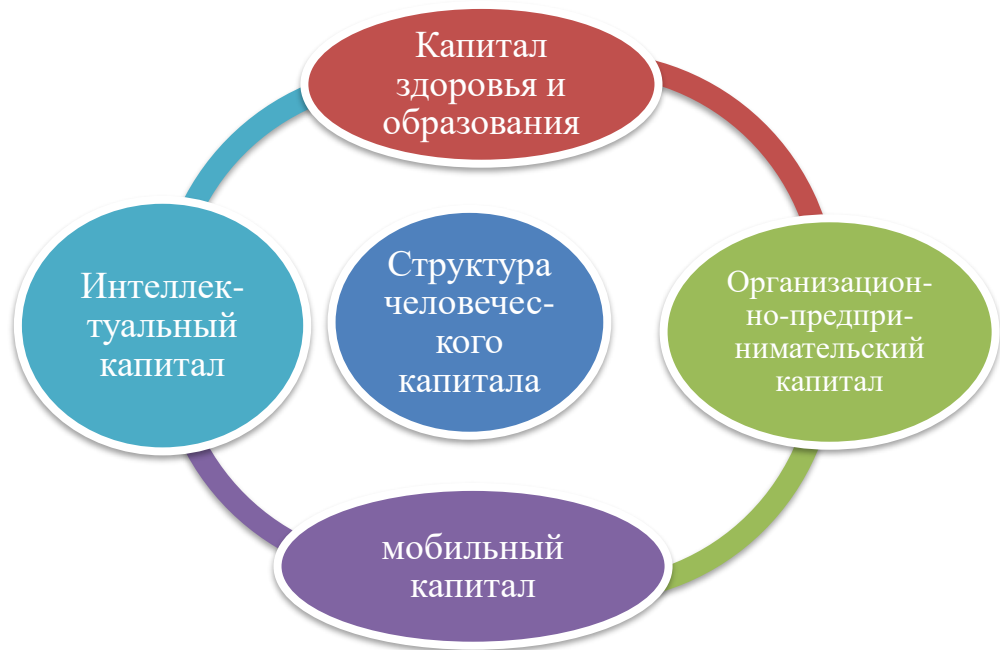 Капитал
здоровья и
образования
Интеллек-
туальный
капитал
Структура
человечес-
кого
капитала
Организацион-
но-предпри-
нимательский
капитал
мобильный
капитал